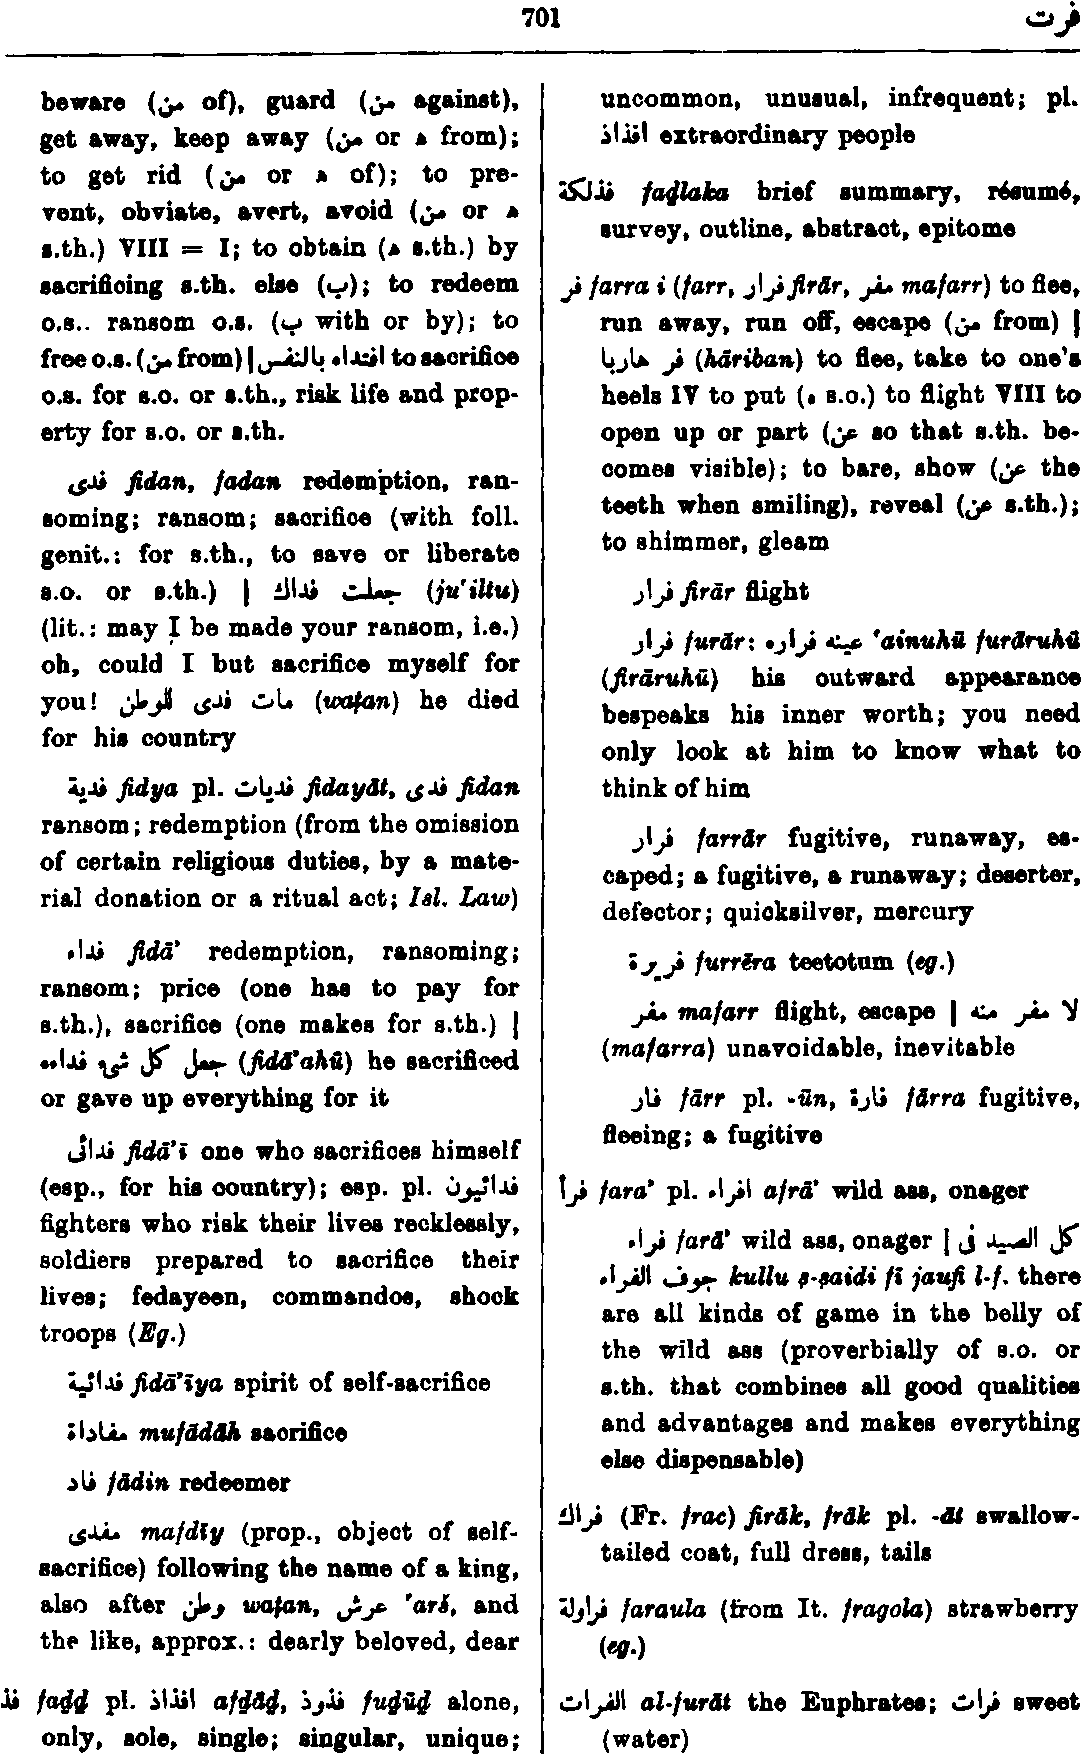 701
فرت
beware (من of), guard (من against),
get away, keep away (من or ه from);
to get rid (من or ه of); to pre-
vent, obviate, avert, avoid (من or ه
s.th.) VIII = I; to obtain (ه s.th.) by
sacrificing s.th. else (ب); to redeem
o.s.. ransom o.s. (ب with or by); to
free o.s. (من from) | افتداه بالنفس to sacrifice
o.s. for s.o. or s.th., risk life and prop-
erty for s.o. or s.th.
فدى fidan, fadan redemption, ran-
soming; ransom; sacrifice (with foll.
genit.: for s.th., to save or liberate
s.o. or s.th.) | جعلت فداك (ju'iltu)
(lit.: may I be made your ransom, i.e.)
oh, could I but sacrifice myself for
you! مات فدى للوطن (waṭan) he died
for his country
فدية fidya pl. فديات fidayāt, فدى fidan
ransom; redemption (from the omission
of certain religious duties, by a mate-
rial donation or a ritual act; Isl. Law)
فداء fidā' redemption, ransoming;
ransom; price (one has to pay for
s.th.), sacrifice (one makes for s.th.) |
جعل كل شىء فداءه (fidā'ahū) he sacrificed
or gave up everything for it
فدائى fidā'ī one who sacrifices himself
(esp., for his country); esp. pl. فدائيون
fighters who risk their lives recklessly,
soldiers prepared to sacrifice their
lives; fedayeen, commandos, shock
troops (Eg.)
فدائية fidā'īya spirit of self-sacrifice
مفاداة mufādāh sacrifice
فاد fādin redeemer
مفدى mafdīy (prop., object of self-
sacrifice) following the name of a king,
also after وطن waṭan, عرش 'arš, and
the like, approx.: dearly beloved, dear
فذ faḏḏ pl. افذاذ afḏāḏ, فذوذ fuḏūḏ alone,
only, sole, single; singular, unique;
uncommon, unusual, infrequent; pl.
افذاذ extraordinary people
فذلكة faḏlaka brief summary, résumé,
survey, outline, abstract, epitome
فر farra i (farr, فرار firār, مفر mafarr) to flee,
run away, run off, escape (من from) |
فر هاربا (hāriban) to flee, take to one's
heels IV to put (ه s.o.) to flight VIII to
open up or part (عن so that s.th. be-
comes visible); to bare, show (عن the
teeth when smiling), reveal (عن s.th.);
to shimmer, gleam
فرار firār flight
فرار furār: عينه فراره 'ainuhū furāruhū
(firāruhū) his outward appearance
bespeaks his inner worth; you need
only look at him to know what to
think of him
فرار farrār fugitive, runaway, es-
caped; a fugitive, a runaway; deserter,
defector; quicksilver, mercury
فريرة furrēra teetotum (eg.)
مفر mafarr flight, escape | لا مفر منه
(mafarra) unavoidable, inevitable
فار fārr pl. -ūn, فارة fārra fugitive,
fleeing; a fugitive
فرأ fara' pl. افراء afrā' wild ass, onager
فراء farā' wild ass, onager | كل الصيد فى
جوف الفراء kullu ṣ-ṣaidi fī jaufi l-f. there
are all kinds of game in the belly of
the wild ass (proverbially of s.o. or
s.th. that combines all good qualities
and advantages and makes everything
else dispensable)
فراك (Fr. frac) firāk, frāk pl. -āt swallow-
tailed coat, full dress, tails
فراولة faraula (from It. fragola) strawberry
(eg.)
الفرات al-furāt the Euphrates; فرات sweet
(water)